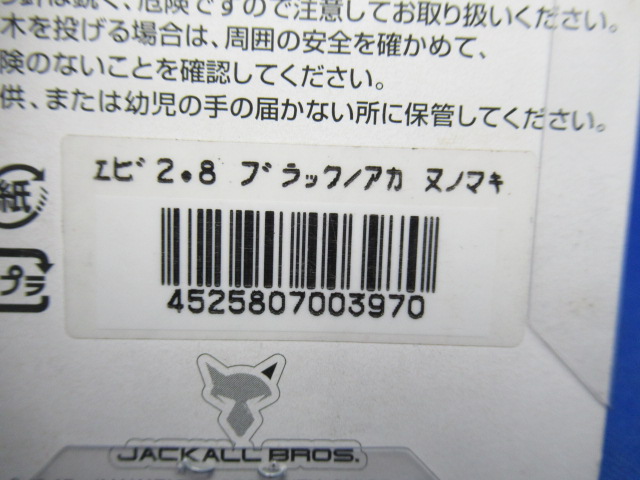 は鋭く、危険ですので注意してお取り扱いください。
木を投げる場合は、周囲の安全を確かめて、
険のないことを確認してください。
供、または幼児の手の届かない所に保管してください。
紙
プラ
ｴﾋﾞ 2.8 ﾌﾞﾗｯｸ/ｱｶ ﾇﾉﾏｷ
4525807003970
JACKALL BROS.